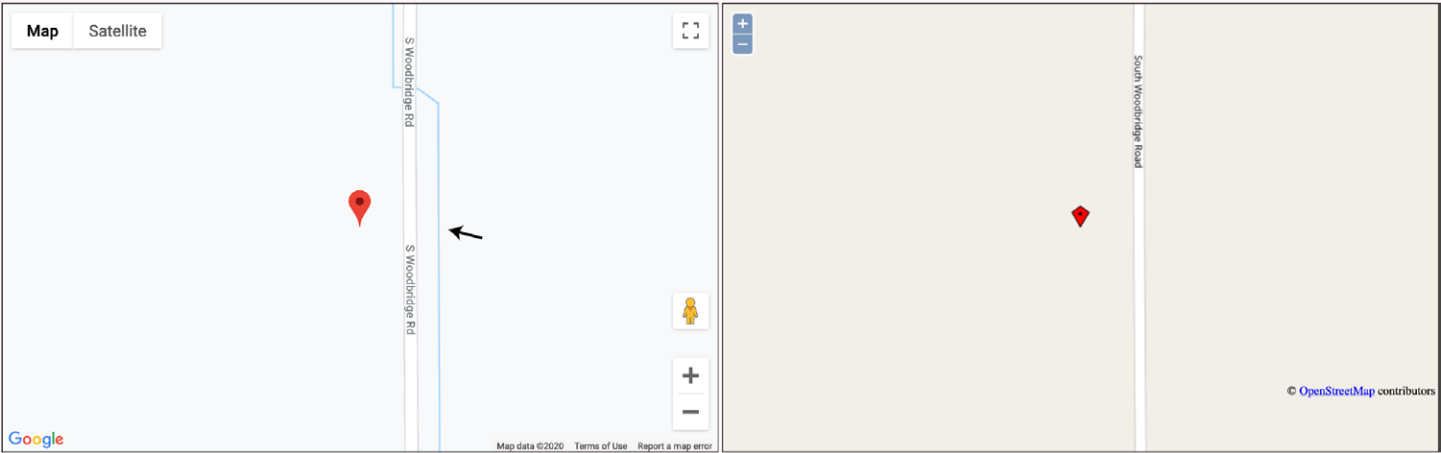 Map
Satellite
S Woodbridge Rd
S Woodbridge Rd
Google
Map data ©2020 Terms of Use Report a map error
+
−
South Woodbridge Road
© OpenStreetMap contributors